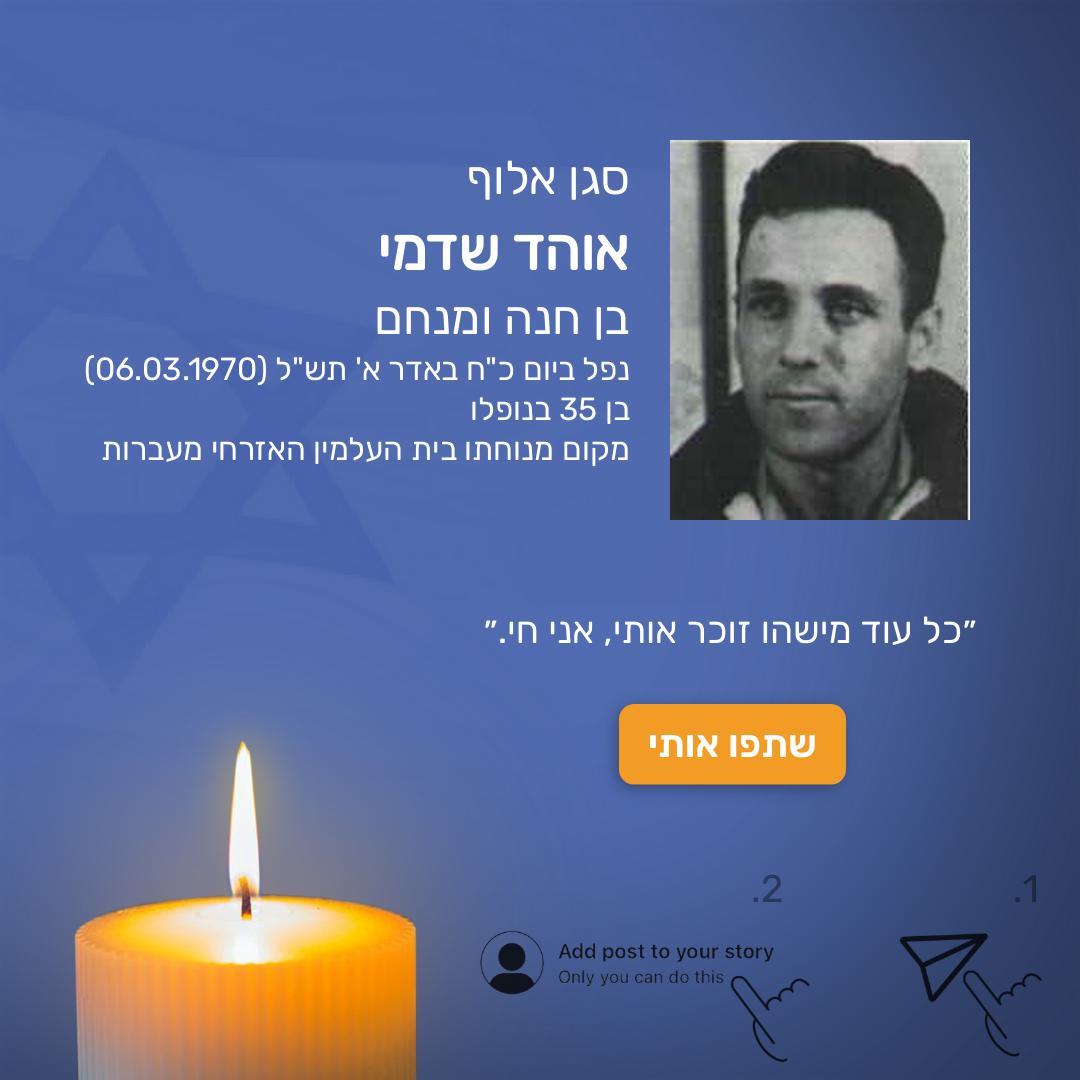 סגן אלוף
אוהד שדמי
בן חנה ומנחם
נפל ביום כ"ח באדר א' תש"ל (06.03.1970)
בן 35 בנופלו
מקום מנוחתו בית העלמין האזרחי מעברות
״כל עוד מישהו זוכר אותי, אני חי.״
שתפו אותי
.1
.2
Add post to your story
Only you can do this